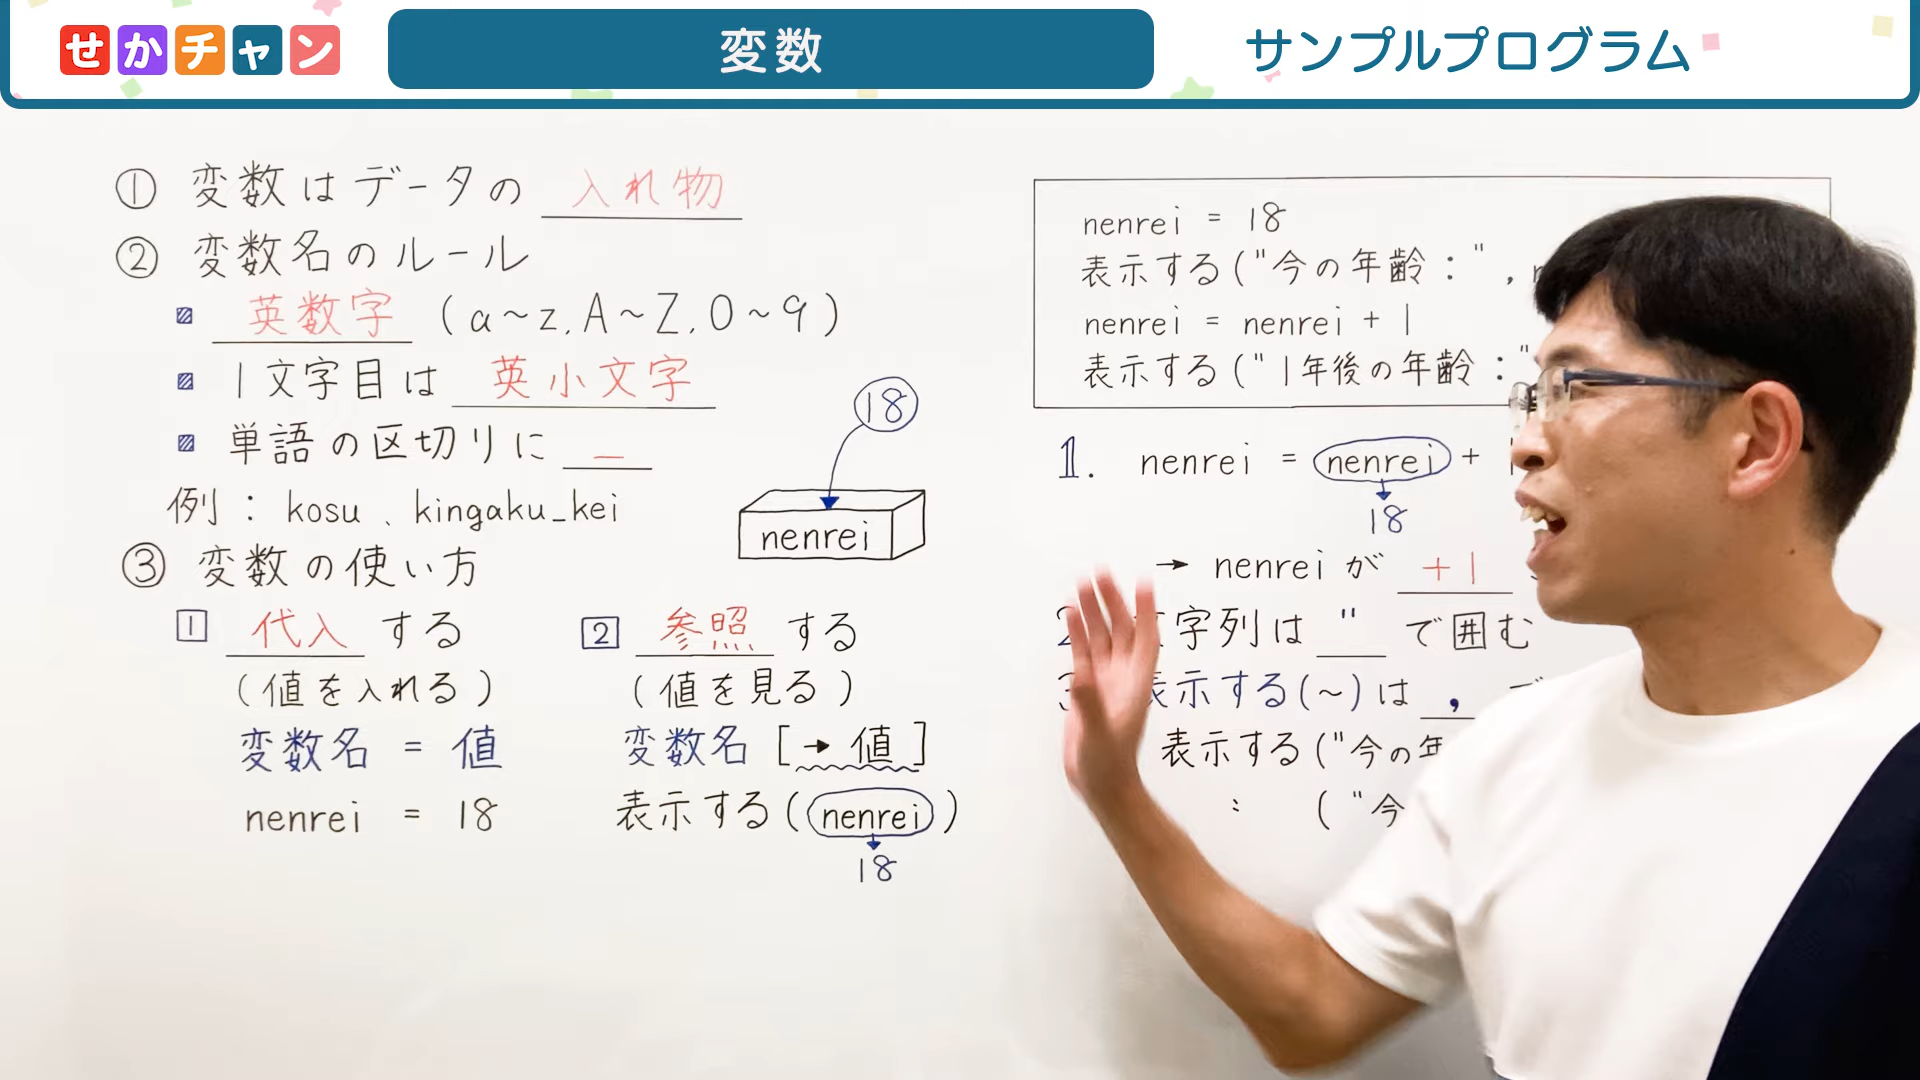 せかチャン
変数
サンプルプログラム
① 変数はデータの 入れ物
② 変数名のルール
英数字 (a~z, A~Z, 0~9)
1文字目は 英小文字
単語の区切りに _
例： kosu、kingaku_kei
18
nenrei
③ 変数の使い方
1 代入 する
(値を入れる)
変数名 = 値
nenrei = 18
2 参照 する
(値を見る)
変数名 [→ 値]
表示する(nenrei)
18
nenrei = 18
表示する("今の年齢：",
nenrei = nenrei + 1
表示する("1年後の年齢："
1. nenrei = nenrei +
18
→ nenrei が +1
字列は " で囲む
表示する(~)は ,
表示する("今の年
: ("今